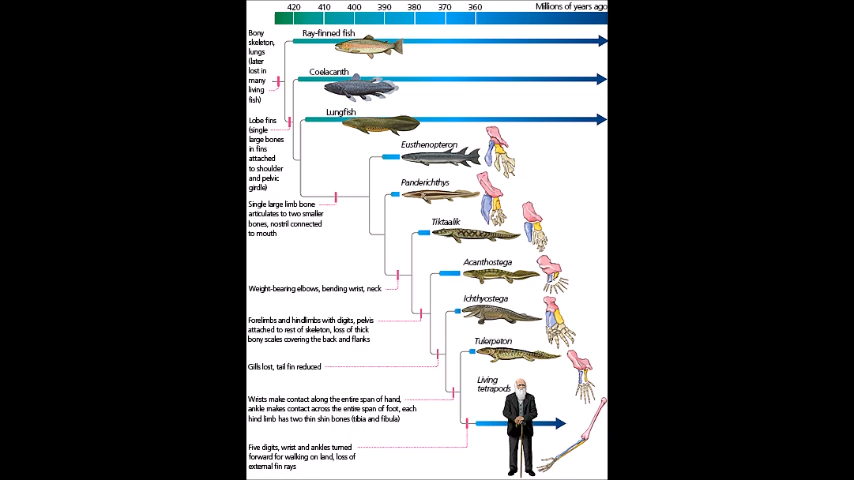 420 410 400 390 380 370 360 Millions of years ago
Bony
skeleton,
lungs
(later
lost in
many
living
fish)
Ray-finned fish
Coelacanth
Lobe fins
(single
large bones
in fins
attached
to shoulder
and pelvic
girdle)
Lungfish
Eusthenopteron
Panderichthys
Single large limb bone
articulates to two smaller
bones, nostril connected
to mouth
Tiktaalik
Acanthostega
Weight-bearing elbows, bending wrist, neck
Ichthyostega
Forelimbs and hindlimbs with digits, pelvis
attached to rest of skeleton, loss of thick
bony scales covering the back and flanks
Tulerpeton
Gills lost, tail fin reduced
Living
tetrapods
Wrists make contact along the entire span of hand,
ankle makes contact across the entire span of foot, each
hind limb has two thin shin bones (tibia and fibula)
Five digits, wrist and ankles turned
forward for walking on land, loss of
external fin rays